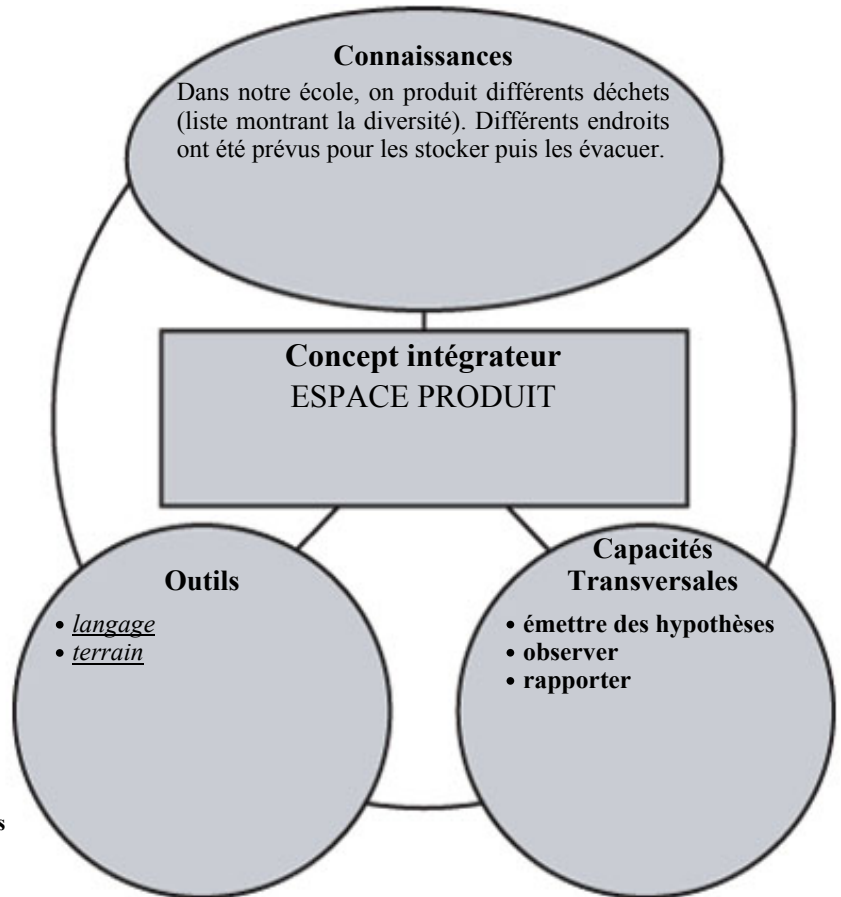 Connaissances
Dans notre école, on produit différents déchets
(liste montrant la diversité). Différents endroits
ont été prévus pour les stocker puis les évacuer.
Concept intégrateur
ESPACE PRODUIT
Outils
• langage
• terrain
Capacités
Transversales
• émettre des hypothèses
• observer
• rapporter
s